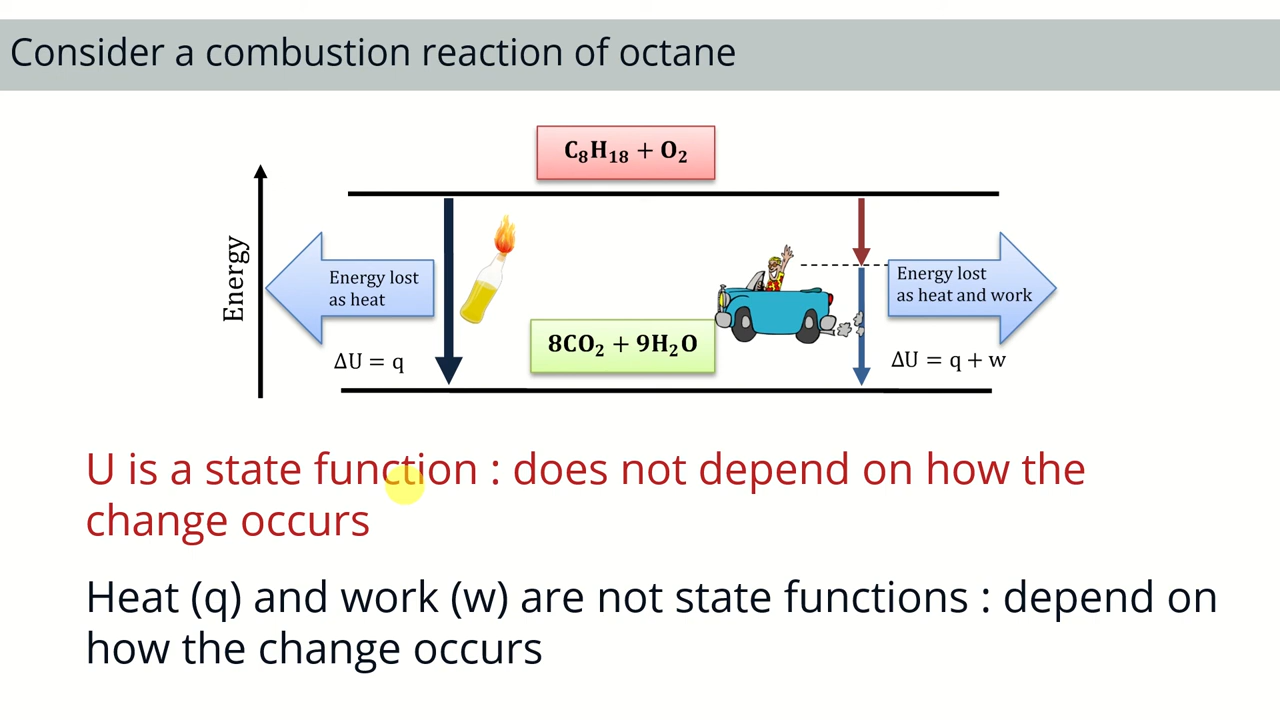 Consider a combustion reaction of octane
C₈H₁₈ + O₂
Energy
Energy lost
as heat
Energy lost
as heat and work
8CO₂ + 9H₂O
ΔU = q
ΔU = q + w
U is a state function : does not depend on how the
change occurs
Heat (q) and work (w) are not state functions : depend on
how the change occurs